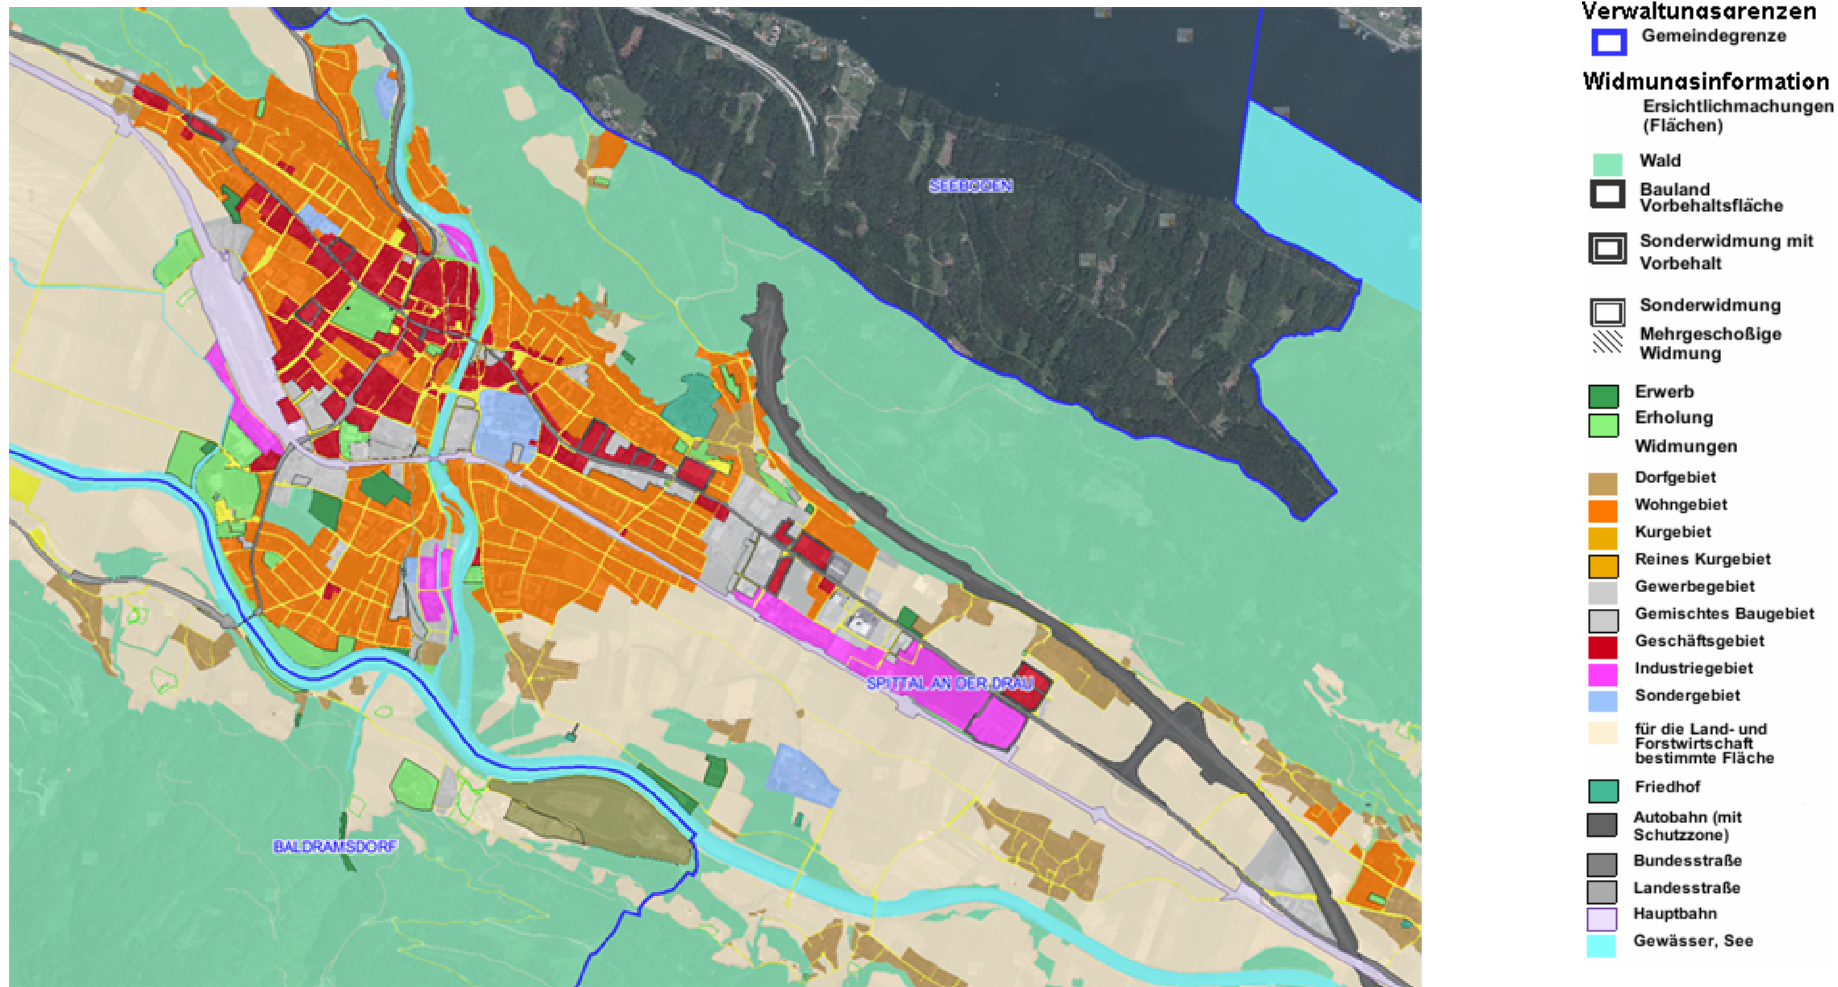 SEEBODEN
SPITTAL AN DER DRAU
BALDRAMSDORF
Verwaltungsgrenzen
Gemeindegrenze
Widmungsinformation
Ersichtlichmachungen
(Flächen)
Wald
Bauland
Vorbehaltsfläche
Sonderwidmung mit
Vorbehalt
Sonderwidmung
Mehrgeschoßige
Widmung
Erwerb
Erholung
Widmungen
Dorfgebiet
Wohngebiet
Kurgebiet
Reines Kurgebiet
Gewerbegebiet
Gemischtes Baugebiet
Geschäftsgebiet
Industriegebiet
Sondergebiet
für die Land- und
Forstwirtschaft
bestimmte Fläche
Friedhof
Autobahn (mit
Schutzzone)
Bundesstraße
Landesstraße
Hauptbahn
Gewässer, See